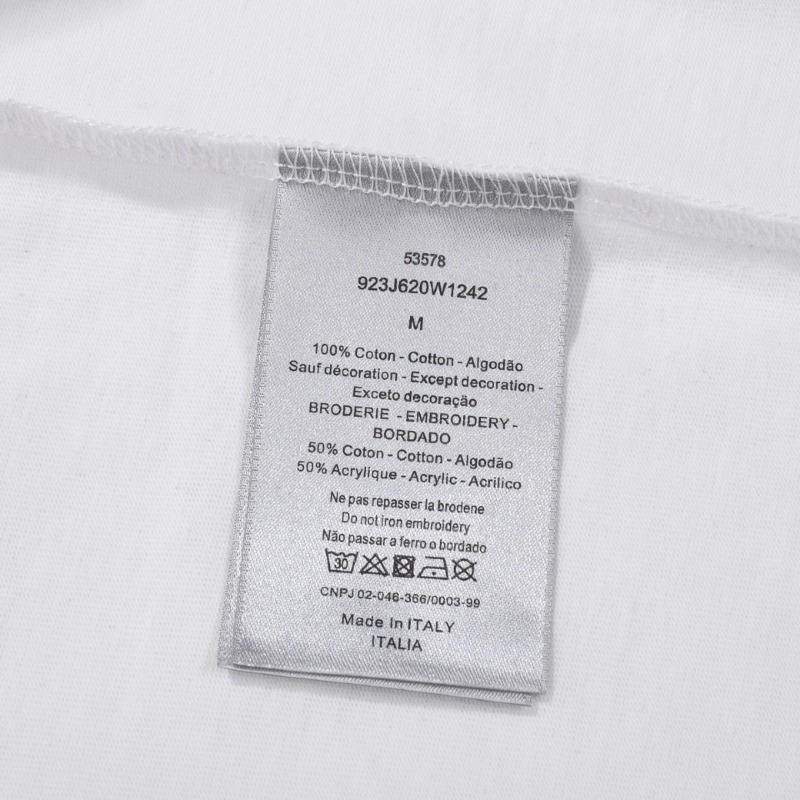 53578
923J620W1242
M
100% Coton - Cotton - Algodão
Sauf décoration - Except decoration -
Exceto decoração
BRODERIE - EMBROIDERY -
BORDADO
50% Coton - Cotton - Algodão
50% Acrylique - Acrylic - Acrilico
Ne pas repasser la brodene
Do not iron embroidery
Não passar a ferro o bordado
30
CNPJ 02-046-366/0003-99
Made In ITALY
ITALIA